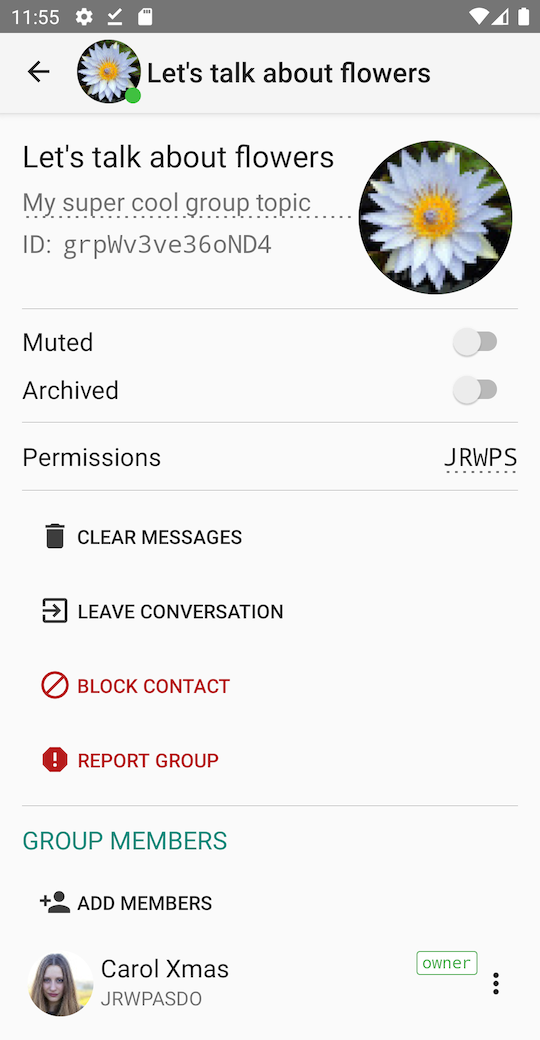 11:55
Let's talk about flowers
Let's talk about flowers
My super cool group topic
ID: grpWv3ve36oND4
Muted
Archived
Permissions JRWPS
CLEAR MESSAGES
LEAVE CONVERSATION
BLOCK CONTACT
REPORT GROUP
GROUP MEMBERS
ADD MEMBERS
Carol Xmas owner
JRWPASDO